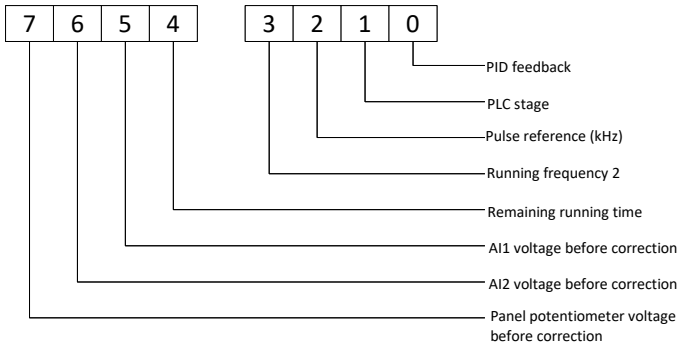 7 6 5 4 3 2 1 0
PID feedback
PLC stage
Pulse reference (kHz)
Running frequency 2
Remaining running time
AI1 voltage before correction
AI2 voltage before correction
Panel potentiometer voltage
before correction